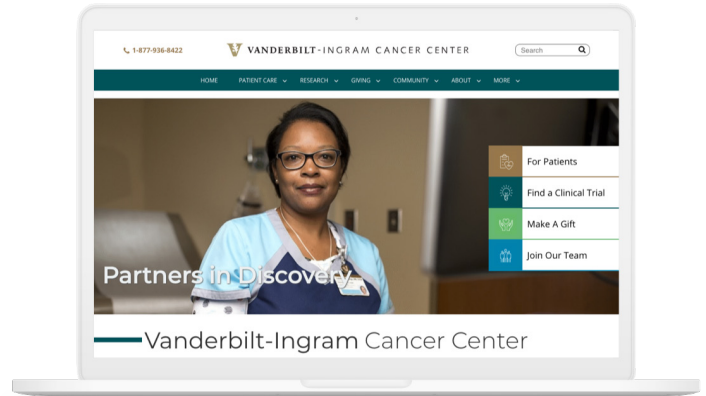 1-877-936-8422
VANDERBILT-INGRAM CANCER CENTER
Search
HOME PATIENT CARE RESEARCH GIVING COMMUNITY ABOUT MORE
For Patients
Find a Clinical Trial
Make A Gift
Join Our Team
Partners in Discovery
Vanderbilt-Ingram Cancer Center